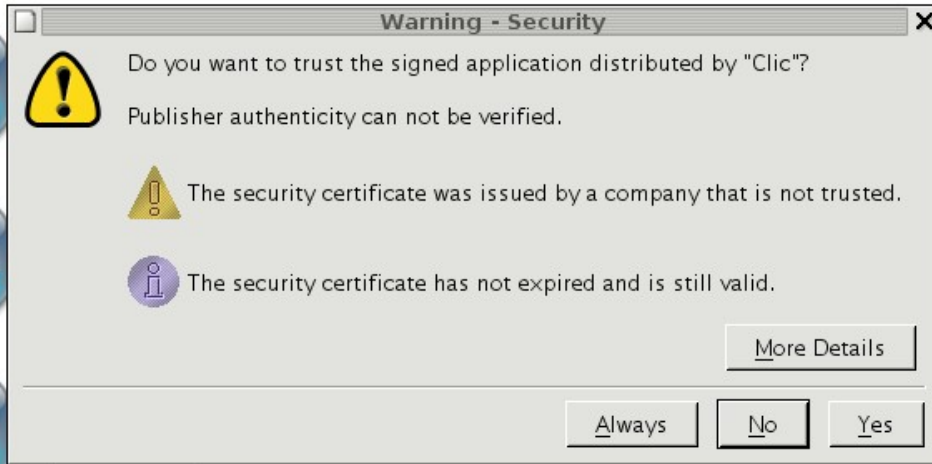 Warning - Security
Do you want to trust the signed application distributed by "Clic"?
Publisher authenticity can not be verified.
The security certificate was issued by a company that is not trusted.
The security certificate has not expired and is still valid.
More Details
Always No Yes